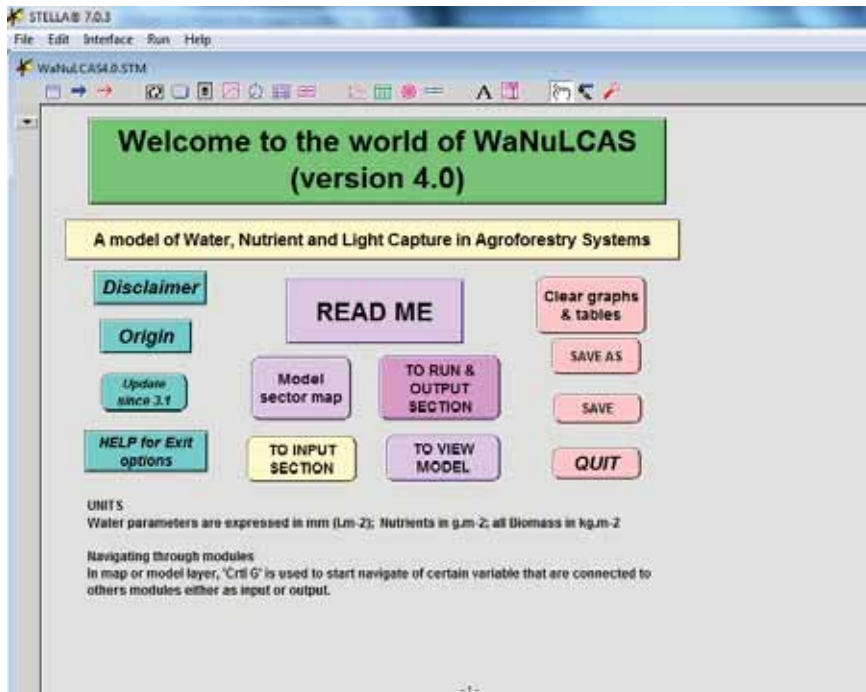 STELLA® 7.0.3
File Edit Interface Run Help
WaNuLCAS4.0.STM
A
Welcome to the world of WaNuLCAS
(version 4.0)
A model of Water, Nutrient and Light Capture in Agroforestry Systems
Disclaimer
Origin
Update
since 3.1
HELP for Exit
options
READ ME
Model
sector map
TO RUN &
OUTPUT
SECTION
TO INPUT
SECTION
TO VIEW
MODEL
Clear graphs
& tables
SAVE AS
SAVE
QUIT
UNITS
Water parameters are expressed in mm (l.m-2); Nutrients in g.m-2; all Biomass in kg.m-2
Navigating through modules
In map or model layer, 'Crtl G' is used to start navigate of certain variable that are connected to
others modules either as input or output.
-1-